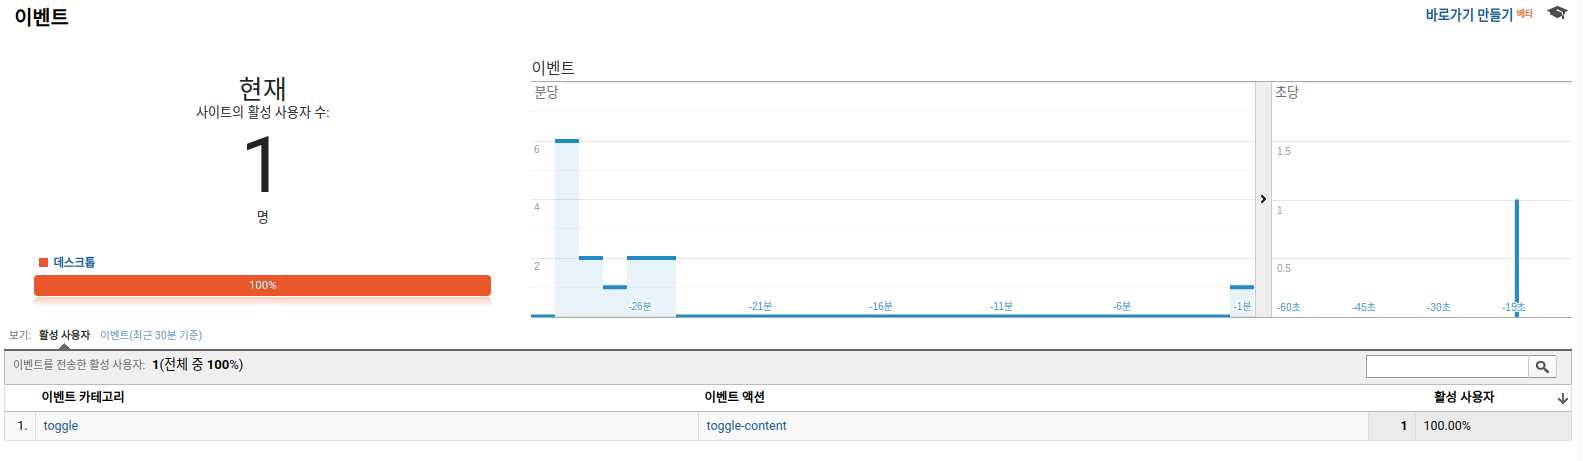 이벤트
바로가기 만들기 베타
현재
사이트의 활성 사용자 수:
1
명
데스크톱
100%
이벤트
분당
6
4
2
-26분 -21분 -16분 -11분 -6분 -1분
초당
1.5
1
0.5
-60초 -45초 -30초 -15초
보기: 활성 사용자 이벤트(최근 30분 기준)
이벤트를 전송한 활성 사용자: 1(전체 중 100%)
이벤트 카테고리 이벤트 액션 활성 사용자
1. toggle toggle-content 1 100.00%